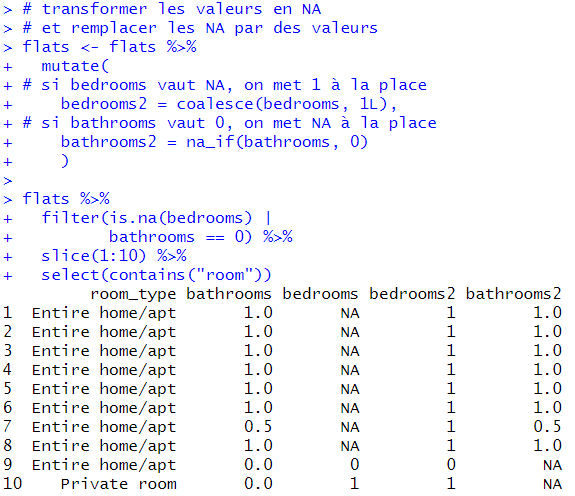 > # transformer les valeurs en NA
> # et remplacer les NA par des valeurs
> flats <- flats %>%
+   mutate(
+ # si bedrooms vaut NA, on met 1 à la place
+     bedrooms2 = coalesce(bedrooms, 1L),
+ # si bathrooms vaut 0, on met NA à la place
+     bathrooms2 = na_if(bathrooms, 0)
+     )
>
> flats %>%
+   filter(is.na(bedrooms) |
+          bathrooms == 0) %>%
+   slice(1:10) %>%
+   select(contains("room"))
         room_type bathrooms bedrooms bedrooms2 bathrooms2
1  Entire home/apt       1.0       NA         1        1.0
2  Entire home/apt       1.0       NA         1        1.0
3  Entire home/apt       1.0       NA         1        1.0
4  Entire home/apt       1.0       NA         1        1.0
5  Entire home/apt       1.0       NA         1        1.0
6  Entire home/apt       1.0       NA         1        1.0
7  Entire home/apt       0.5       NA         1        0.5
8  Entire home/apt       1.0       NA         1        1.0
9  Entire home/apt       0.0        0         0         NA
10    Private room       0.0        1         1         NA